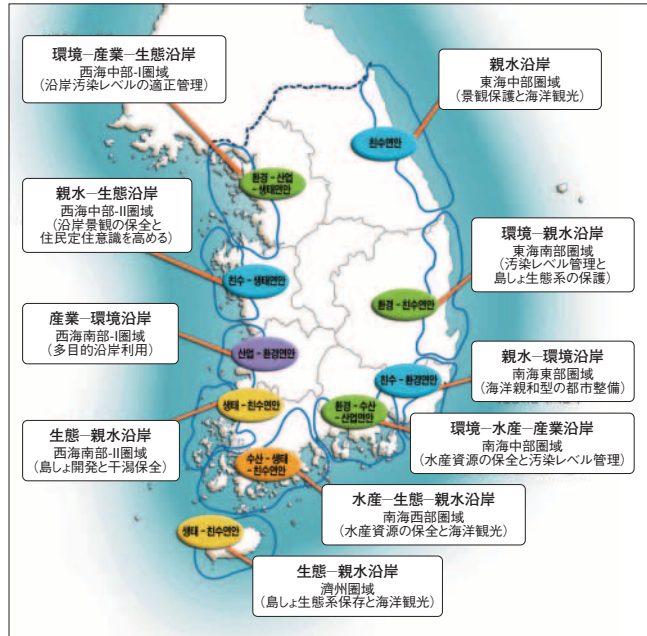 環境―産業―生態沿岸
西海中部-I圏域
(沿岸汚染レベルの適正管理)
親水沿岸
東海中部圏域
(景観保護と海洋観光)
친수연안
환경 – 산업
– 생태연안
親水―生態沿岸
西海中部-II圏域
(沿岸景観の保全と
住民定住意識を高める)
環境―親水沿岸
東海南部圏域
(汚染レベル管理と
島しょ生態系の保護)
친수 – 생태연안
환경 – 친수연안
産業―環境沿岸
西海南部-I圏域
(多目的沿岸利用)
산업 – 환경연안
親水―環境沿岸
南海東部圏域
(海洋親和型の都市整備)
친수 – 환경연안
생태 – 친수연안
환경 – 수산
– 산업연안
生態―親水沿岸
西海南部-II圏域
(島しょ開発と干潟保全)
環境―水産―産業沿岸
南海中部圏域
(水産資源の保全と汚染レベル管理)
수산 – 생태
– 친수연안
水産―生態―親水沿岸
南海西部圏域
(水産資源の保全と海洋観光)
생태 – 친수연안
生態―親水沿岸
濟州圏域
(島しょ生態系保存と海洋観光)